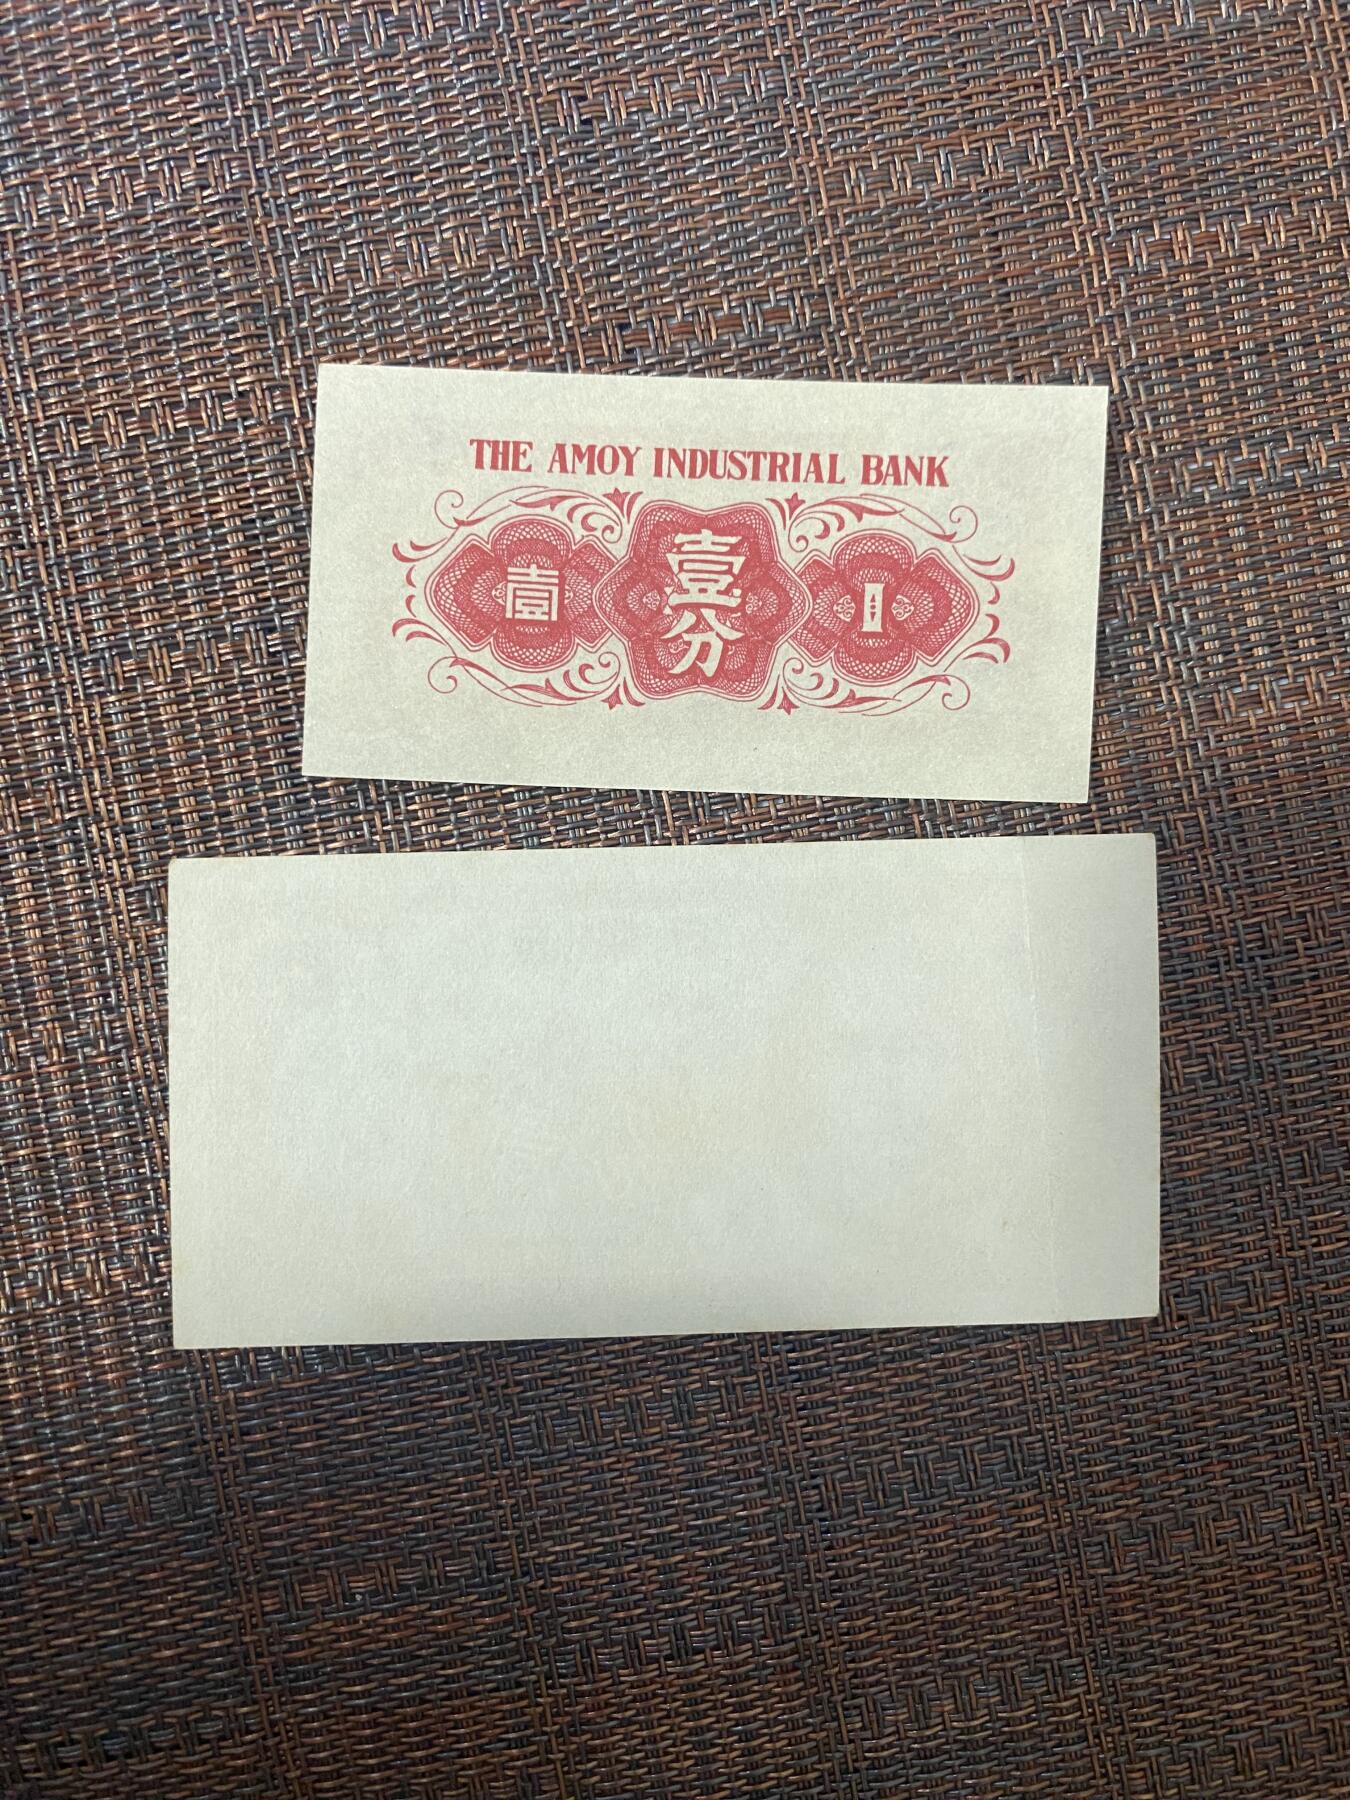 THE AMOY INDUSTRIAL BANK
壹 壹分 1